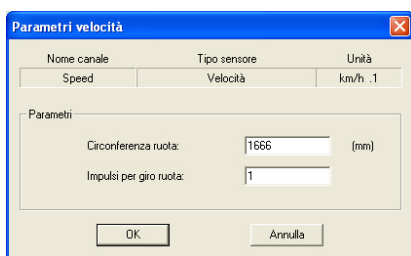 Parametri velocità
Nome canale Tipo sensore Unità
Speed Velocità km/h .1
Parametri
Circonferenza ruota: 1666 (mm)
Impulsi per giro ruota: 1
OK Annulla